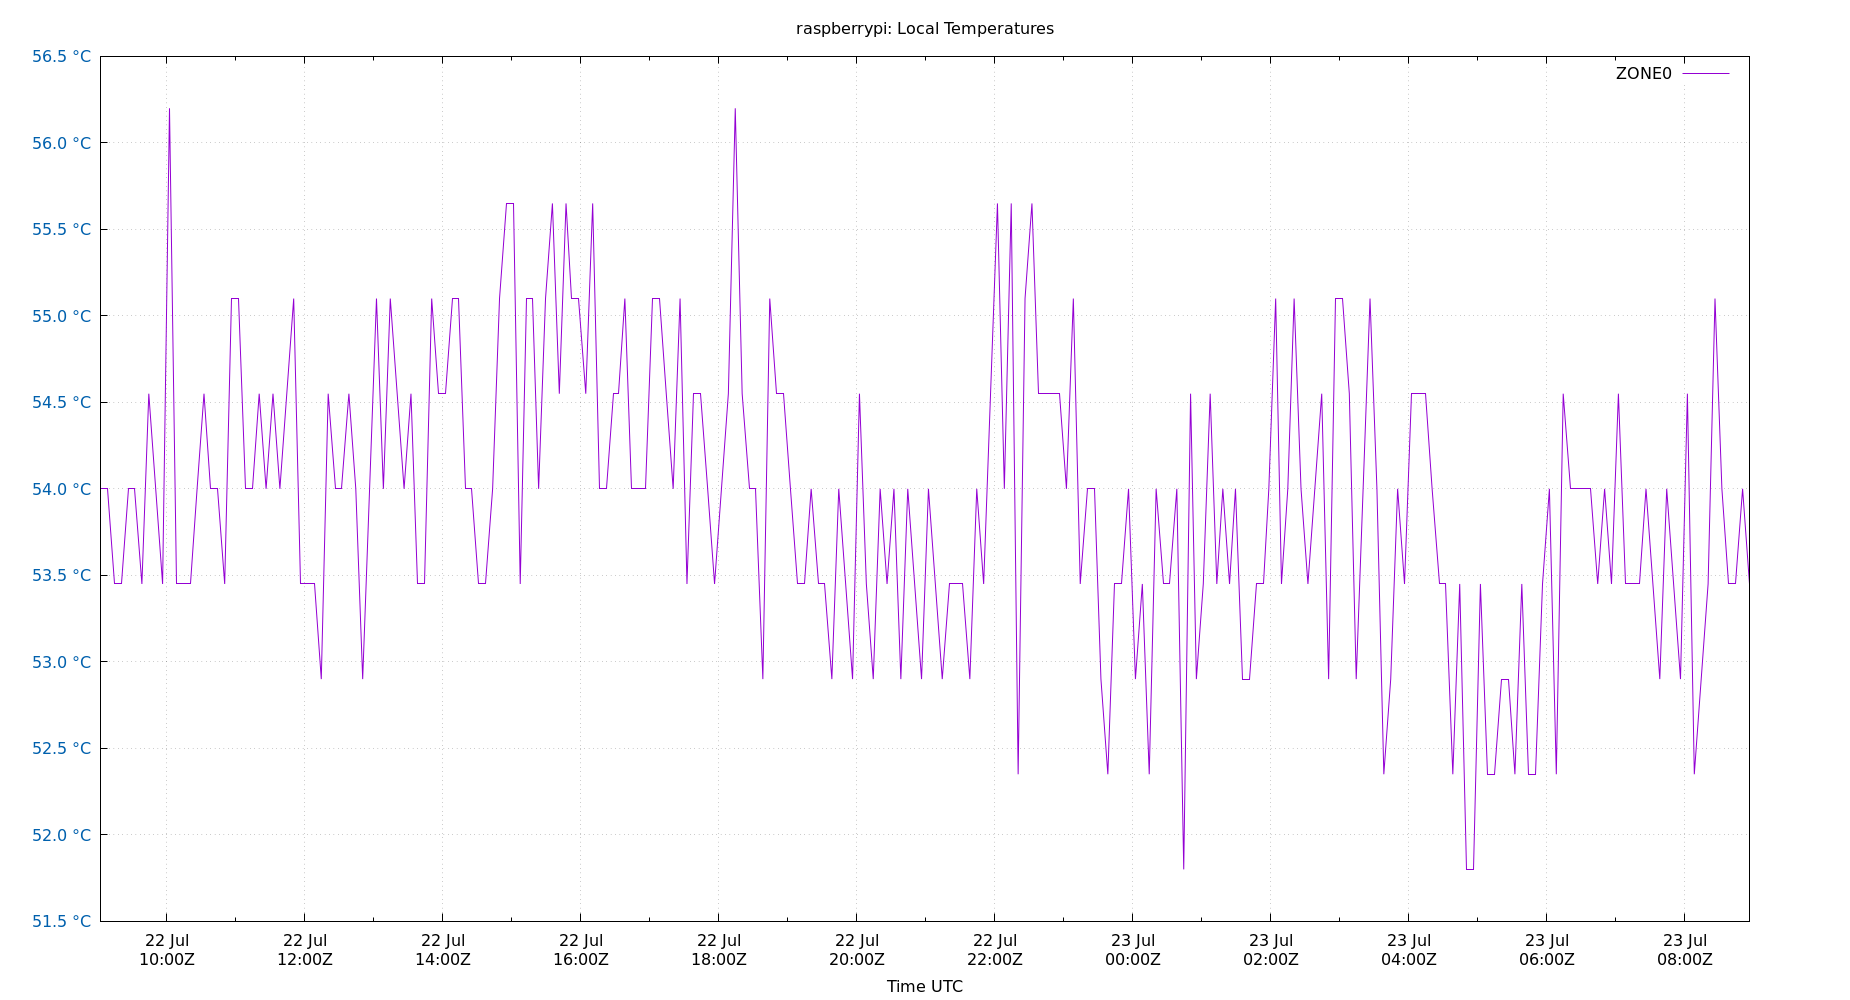 raspberrypi: Local Temperatures
56.5 °C
56.0 °C
55.5 °C
55.0 °C
54.5 °C
54.0 °C
53.5 °C
53.0 °C
52.5 °C
52.0 °C
51.5 °C
ZONE0
22 Jul 22 Jul 22 Jul 22 Jul 22 Jul 22 Jul 22 Jul 23 Jul 23 Jul 23 Jul 23 Jul 23 Jul
10:00Z 12:00Z 14:00Z 16:00Z 18:00Z 20:00Z 22:00Z 00:00Z 02:00Z 04:00Z 06:00Z 08:00Z
Time UTC